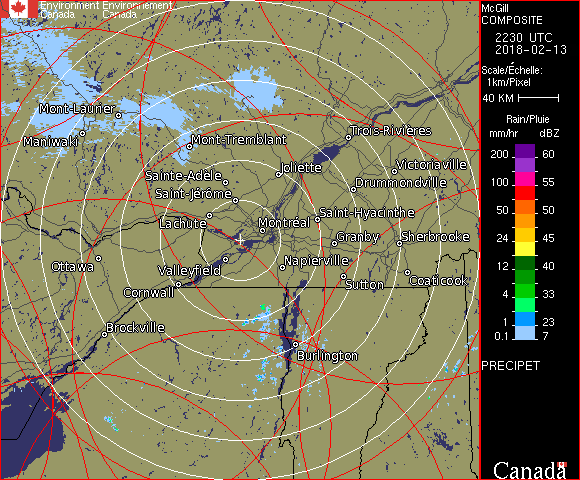 Environment Environnement
Canada Canada
McGill
COMPOSITE
2230 UTC
2018-02-13
Scale/Échelle:
1km/Pixel
40 KM
Rain/Pluie
mm/hr dBZ
200 60
100 55
50 50
24 45
12 40
4 33
1 23
0.1 7
PRECIPET
Canada
Mont-Laurier
Maniwaki
Mont-Tremblant
Trois-Rivières
Joliette
Victoriaville
Sainte-Adèle
Drummondville
Saint-Jérôme
Saint-Hyacinthe
Lachute
Montréal
Granby
Sherbrooke
Ottawa
Valleyfield
Napierville
Cornwall
Sutton
Coaticook
Brockville
Burlington